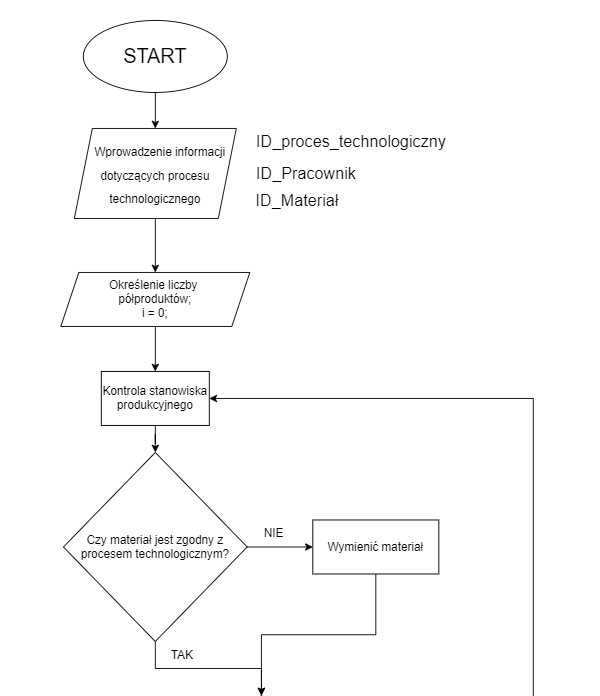 START
Wprowadzenie informacji
dotyczących procesu
technologicznego
ID_proces_technologiczny
ID_Pracownik
ID_Materiał
Określenie liczby
półproduktów;
i = 0;
Kontrola stanowiska
produkcyjnego
Czy materiał jest zgodny z
procesem technologicznym?
NIE
Wymienić materiał
TAK